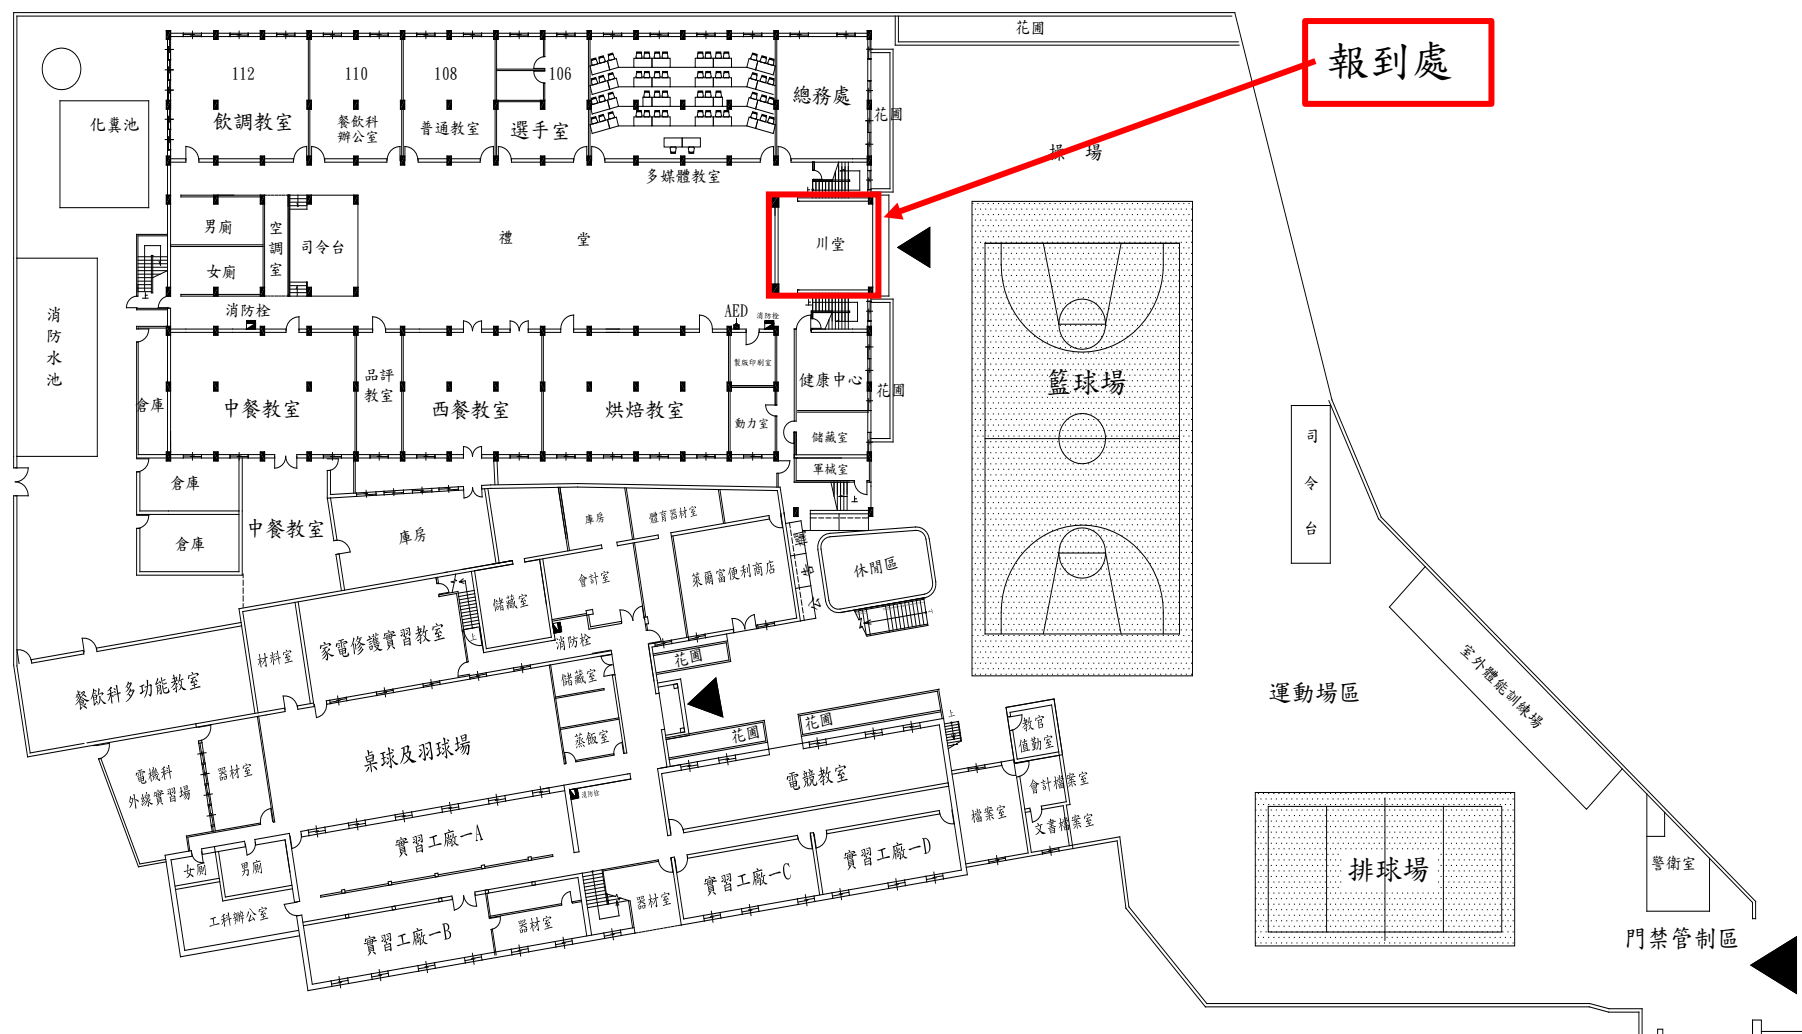 花圃
報到處
112
110
108
106
化糞池
飲調教室
餐飲科
辦公室
普通教室
選手室
總務處
花圃
操 場
多媒體教室
男廁
空調室
司令台
禮 堂
川堂
女廁
消防栓
AED
消防栓
消防水池
製版印刷室
品評
教室
健康中心
花圃
籃球場
倉庫
中餐教室
西餐教室
烘焙教室
動力室
儲藏室
司令台
軍械室
倉庫
上
中餐教室
庫房
庫房
體育器材室
倉庫
萊爾富便利商店
公告欄
休閒區
會計室
儲藏室
上
家電修護實習教室
消防栓
材料室
花圃
餐飲科多功能教室
儲藏室
室外體能訓練場
運動場區
桌球及羽球場
蒸飯室
花圃
花圃
上
教官
值勤室
電機科
外線實習場
器材室
電競教室
會計檔案室
消防栓
檔案室
文書檔案室
實習工廠-A
女廁
男廁
實習工廠-C
實習工廠-D
排球場
警衛室
工科辦公室
器材室
器材室
實習工廠-B
門禁管制區